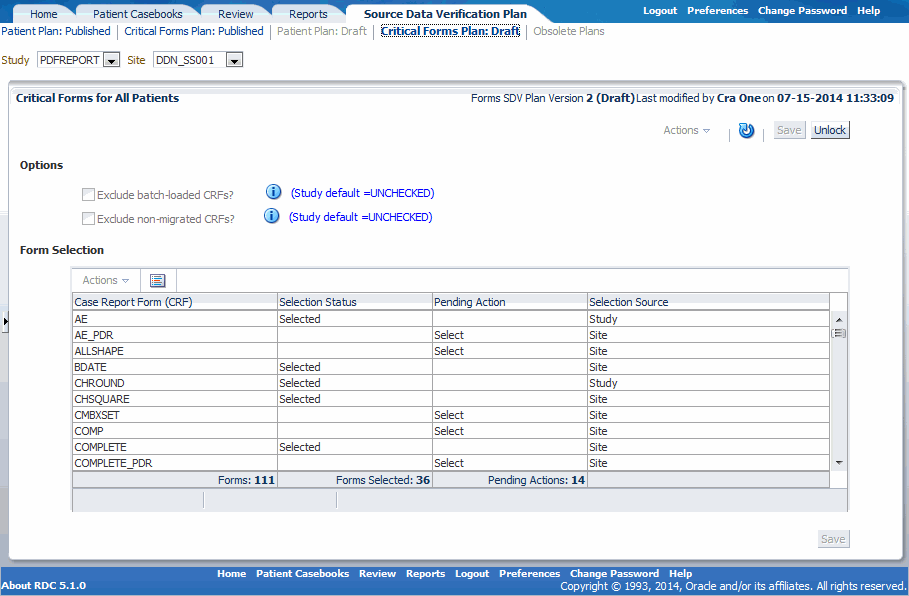 Home Patient Casebooks Review Reports Source Data Verification Plan Logout Preferences Change Password Help
Patient Plan: Published Critical Forms Plan: Published Patient Plan: Draft Critical Forms Plan: Draft Obsolete Plans
Study PDFREPORT Site DDN_SS001
Critical Forms for All Patients Forms SDV Plan Version 2 (Draft) Last modified by Cra One on 07-15-2014 11:33:09
Actions Save Unlock
Options
Exclude batch-loaded CRFs? (Study default =UNCHECKED)
Exclude non-migrated CRFs? (Study default =UNCHECKED)
Form Selection
Actions
Case Report Form (CRF) Selection Status Pending Action Selection Source
AE Selected Study
AE_PDR Select Site
ALLSHAPE Select Site
BDATE Selected Site
CHROUND Selected Study
CHSQUARE Selected Site
CMBXSET Select Site
COMP Select Site
COMPLETE Selected Site
COMPLETE_PDR Select Site
Forms: 111 Forms Selected: 36 Pending Actions: 14
Save
Home Patient Casebooks Review Reports Logout Preferences Change Password Help
About RDC 5.1.0 Copyright © 1993, 2014, Oracle and/or its affiliates. All rights reserved.